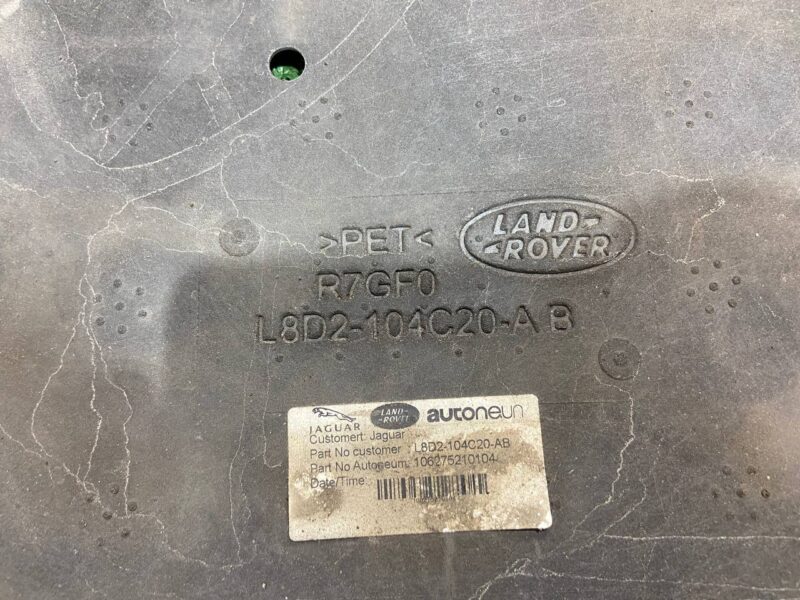 >PET<
LAND-
-ROVER
R7GF0
L8D2-104C20-A B
JAGUAR
LAND-
-ROVER
autoneum
Customert: Jaguar
Part No customer : L8D2-104C20-AB
Part No Autoneum: 106275210104
Date/Time :